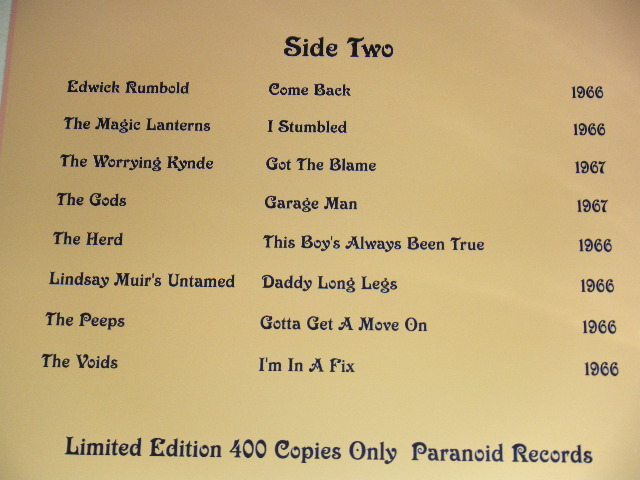 Side Two
Edwick Rumbold Come Back 1966
The Magic Lanterns I Stumbled 1966
The Worrying Kynde Got The Blame 1967
The Gods Garage Man 1967
The Herd This Boy's Always Been True 1966
Lindsay Muir's Untamed Daddy Long Legs 1966
The Peeps Gotta Get A Move On 1966
The Voids I'm In A Fix 1966
Limited Edition 400 Copies Only Paranoid Records